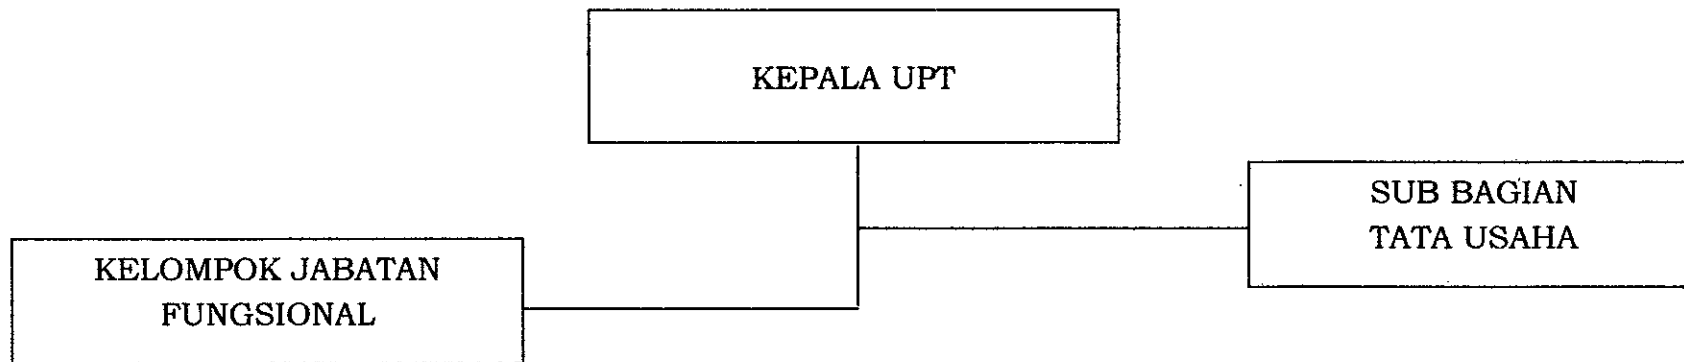 KEPALA UPT
SUB BAGIAN
TATA USAHA
KELOMPOK JABATAN
FUNGSIONAL